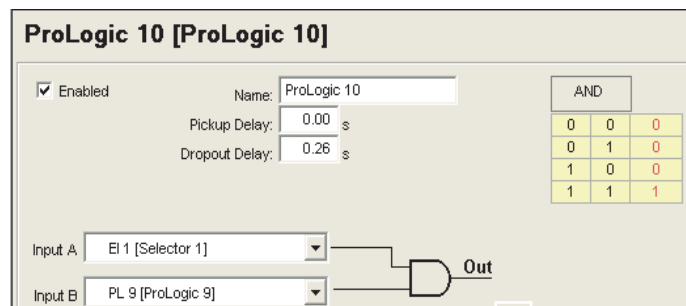 ProLogic 10 [ProLogic 10]
Enabled
Name: ProLogic 10
Pickup Delay: 0.00 s
Dropout Delay: 0.26 s
AND
0 0 0
0 1 0
1 0 0
1 1 1
Input A EI 1 [Selector 1]
Out
Input B PL 9 [ProLogic 9]